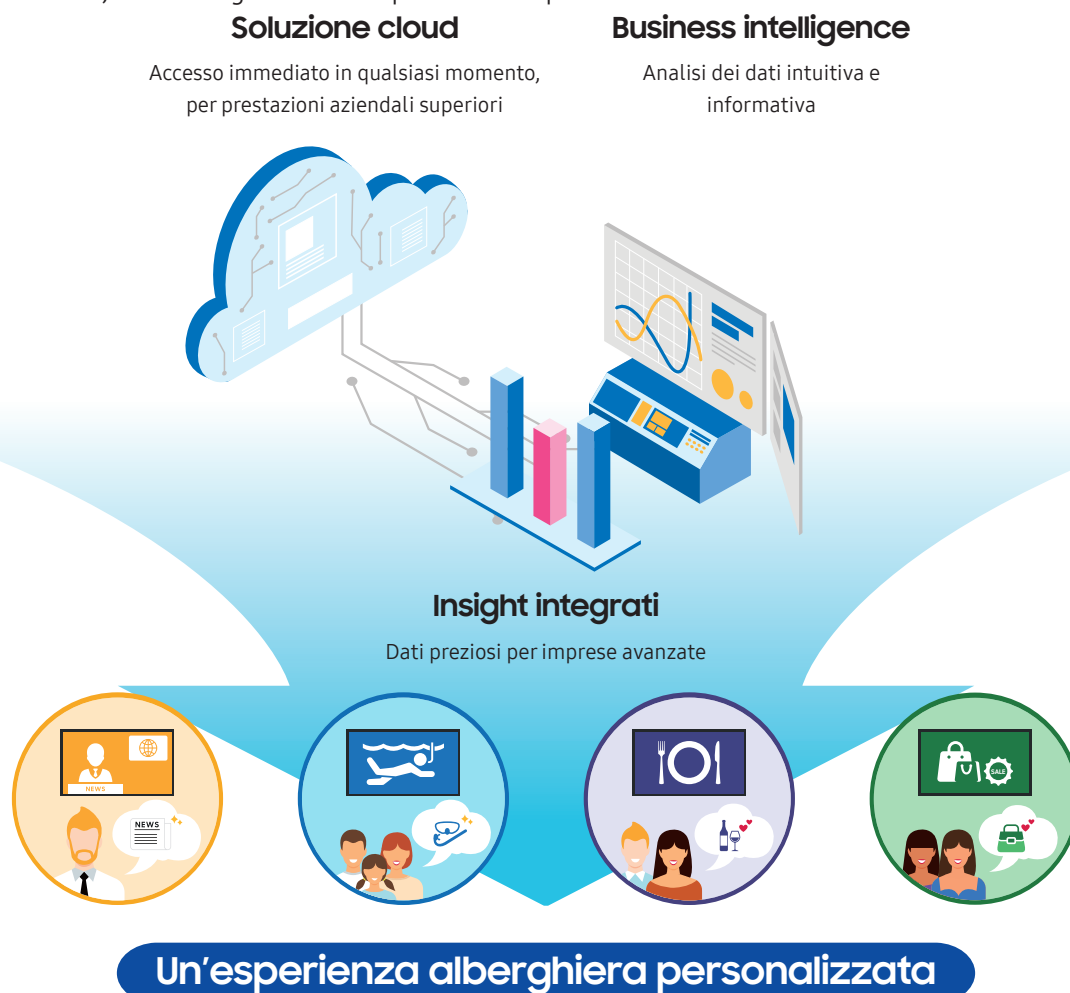 Soluzione cloud
Accesso immediato in qualsiasi momento,
per prestazioni aziendali superiori
Business intelligence
Analisi dei dati intuitiva e
informativa
Insight integrati
Dati preziosi per imprese avanzate
NEWS
NEWS
SALE
Un'esperienza alberghiera personalizzata